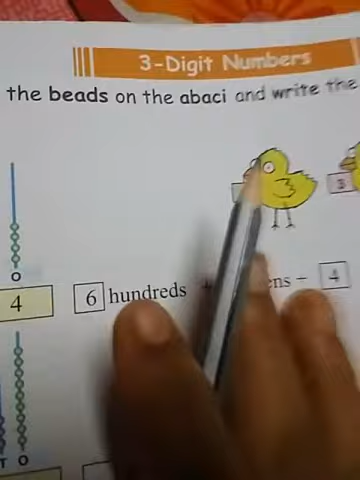 3-Digit Numbers
the beads on the abaci and write the
3
O
4 6 hundreds + ens - 4
T O